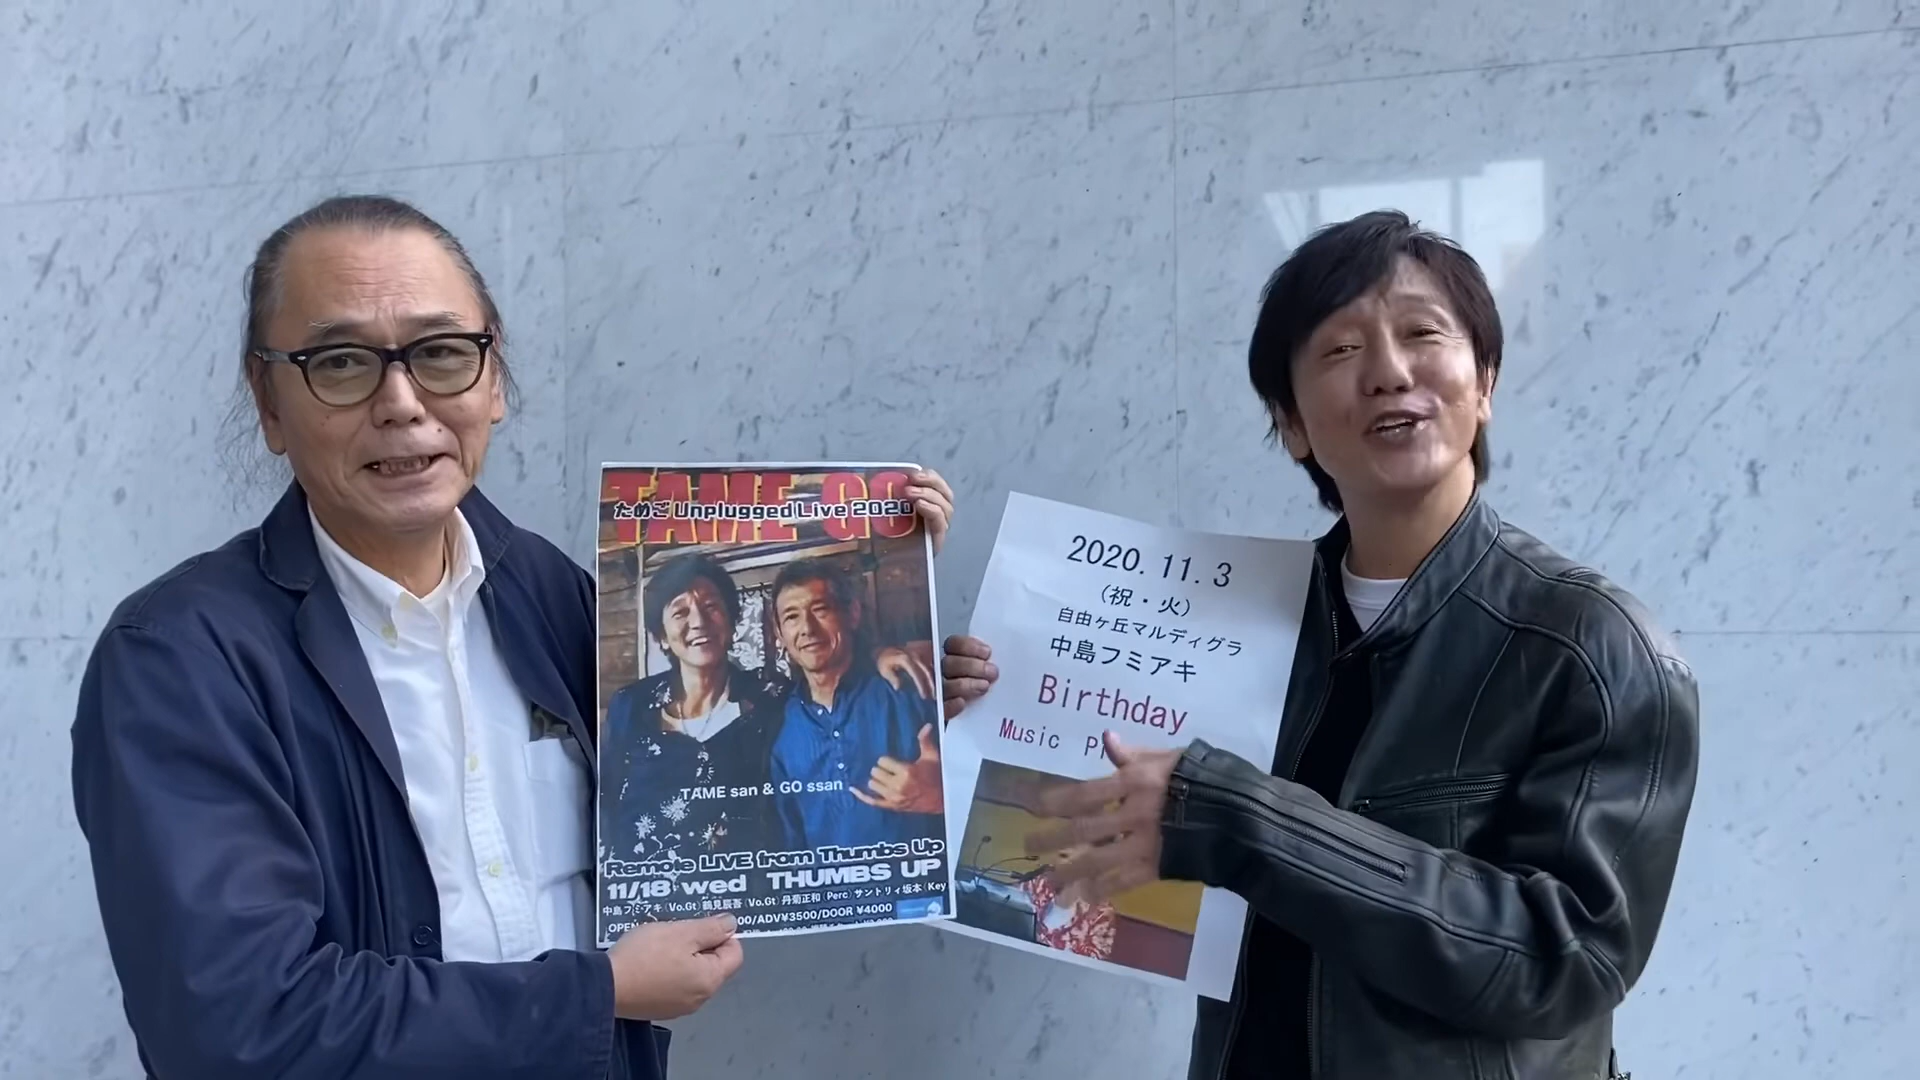 TAME GO
ためご Unplugged Live 2020
TAME san & GO ssan
Remote LIVE from Thumbs Up
11/18 wed THUMBS UP
中島フミアキ (Vo.Gt) 鶴見辰吾 (Vo.Gt) 丹菊正和 (Perc) サントリィ坂本 (Key
OPEN
00/ADV¥3500/DOOR ¥4000
2020. 11. 3
(祝・火)
自由ヶ丘マルディグラ
中島フミアキ
Birthday
Music